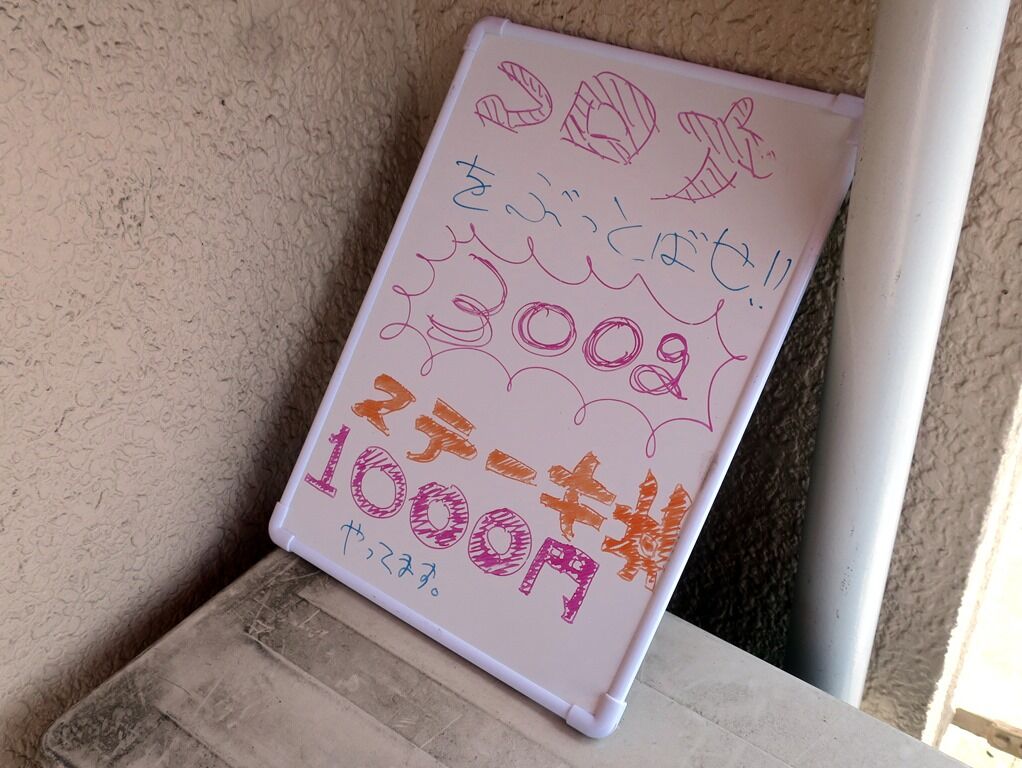 コロナ
をぶっとばせ!!
300g
ステーキ丼
1000円
やってます。